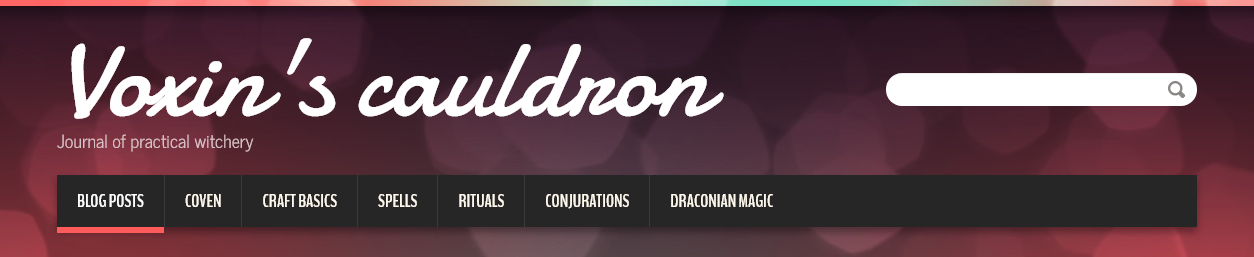 Voxin's cauldron
Journal of practical witchery
BLOG POSTS COVEN CRAFT BASICS SPELLS RITUALS CONJURATIONS DRACONIAN MAGIC